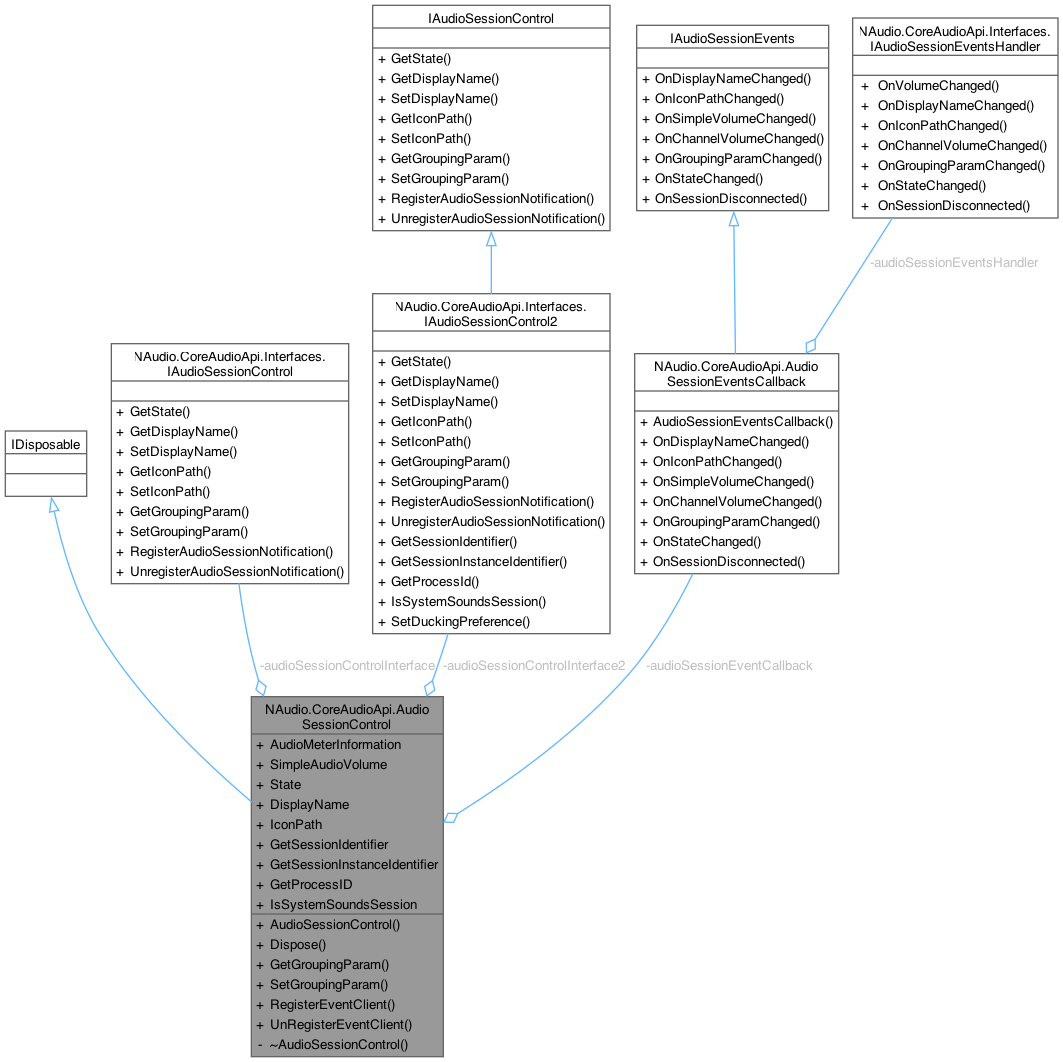 IAudioSessionControl
+ GetState()
+ GetDisplayName()
+ SetDisplayName()
+ GetIconPath()
+ SetIconPath()
+ GetGroupingParam()
+ SetGroupingParam()
+ RegisterAudioSessionNotification()
+ UnregisterAudioSessionNotification()
IAudioSessionEvents
+ OnDisplayNameChanged()
+ OnIconPathChanged()
+ OnSimpleVolumeChanged()
+ OnChannelVolumeChanged()
+ OnGroupingParamChanged()
+ OnStateChanged()
+ OnSessionDisconnected()
NAudio.CoreAudioApi.Interfaces.
IAudioSessionEventsHandler
+ OnVolumeChanged()
+ OnDisplayNameChanged()
+ OnIconPathChanged()
+ OnChannelVolumeChanged()
+ OnGroupingParamChanged()
+ OnStateChanged()
+ OnSessionDisconnected()
-audioSessionEventsHandler
IDisposable
NAudio.CoreAudioApi.Interfaces.
IAudioSessionControl
+ GetState()
+ GetDisplayName()
+ SetDisplayName()
+ GetIconPath()
+ SetIconPath()
+ GetGroupingParam()
+ SetGroupingParam()
+ RegisterAudioSessionNotification()
+ UnregisterAudioSessionNotification()
NAudio.CoreAudioApi.Interfaces.
IAudioSessionControl2
+ GetState()
+ GetDisplayName()
+ SetDisplayName()
+ GetIconPath()
+ SetIconPath()
+ GetGroupingParam()
+ SetGroupingParam()
+ RegisterAudioSessionNotification()
+ UnregisterAudioSessionNotification()
+ GetSessionIdentifier()
+ GetSessionInstanceIdentifier()
+ GetProcessId()
+ IsSystemSoundsSession()
+ SetDuckingPreference()
NAudio.CoreAudioApi.Audio
SessionEventsCallback
+ AudioSessionEventsCallback()
+ OnDisplayNameChanged()
+ OnIconPathChanged()
+ OnSimpleVolumeChanged()
+ OnChannelVolumeChanged()
+ OnGroupingParamChanged()
+ OnStateChanged()
+ OnSessionDisconnected()
-audioSessionControlInterface
-audioSessionControlInterface2
-audioSessionEventCallback
NAudio.CoreAudioApi.Audio
SessionControl
+ AudioMeterInformation
+ SimpleAudioVolume
+ State
+ DisplayName
+ IconPath
+ GetSessionIdentifier
+ GetSessionInstanceIdentifier
+ GetProcessID
+ IsSystemSoundsSession
+ AudioSessionControl()
+ Dispose()
+ GetGroupingParam()
+ SetGroupingParam()
+ RegisterEventClient()
+ UnRegisterEventClient()
- ~AudioSessionControl()